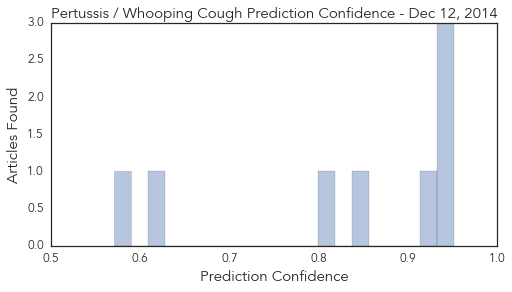 Pertussis / Whooping Cough Prediction Confidence - Dec 12, 2014
3.0
2.5
2.0
1.5
1.0
0.5
0.0
Articles Found
0.5 0.6 0.7 0.8 0.9 1.0
Prediction Confidence